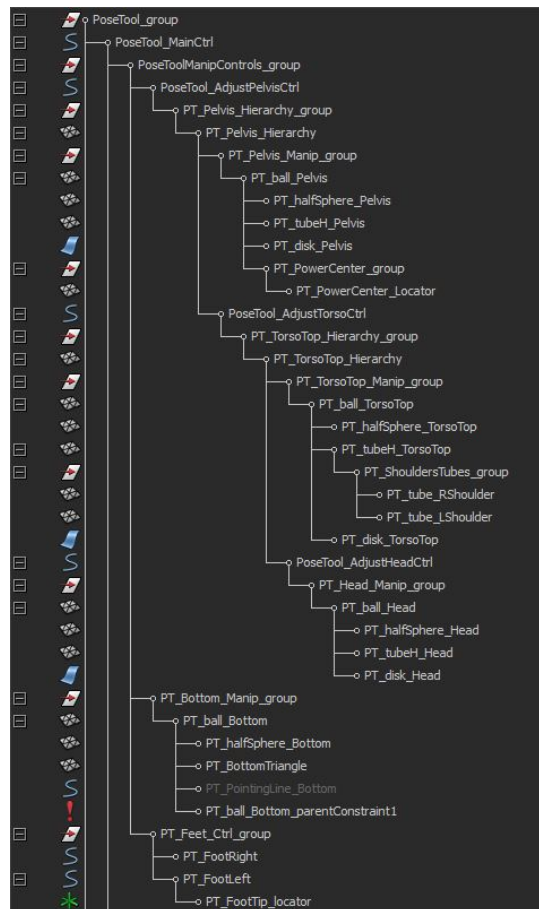 PoseTool_group
PoseTool_MainCtrl
PoseToolManipControls_group
PoseTool_AdjustPelvisCtrl
PT_Pelvis_Hierarchy_group
PT_Pelvis_Hierarchy
PT_Pelvis_Manip_group
PT_ball_Pelvis
PT_halfSphere_Pelvis
PT_tubeH_Pelvis
PT_disk_Pelvis
PT_PowerCenter_group
PT_PowerCenter_Locator
PoseTool_AdjustTorsoCtrl
PT_TorsoTop_Hierarchy_group
PT_TorsoTop_Hierarchy
PT_TorsoTop_Manip_group
PT_ball_TorsoTop
PT_halfSphere_TorsoTop
PT_tubeH_TorsoTop
PT_ShouldersTubes_group
PT_tube_RShoulder
PT_tube_LShoulder
PT_disk_TorsoTop
PoseTool_AdjustHeadCtrl
PT_Head_Manip_group
PT_ball_Head
PT_halfSphere_Head
PT_tubeH_Head
PT_disk_Head
PT_Bottom_Manip_group
PT_ball_Bottom
PT_halfSphere_Bottom
PT_BottomTriangle
PT_PointingLine_Bottom
PT_ball_Bottom_parentConstraint1
PT_Feet_Ctrl_group
PT_FootRight
PT_FootLeft
PT_FootTip_locator